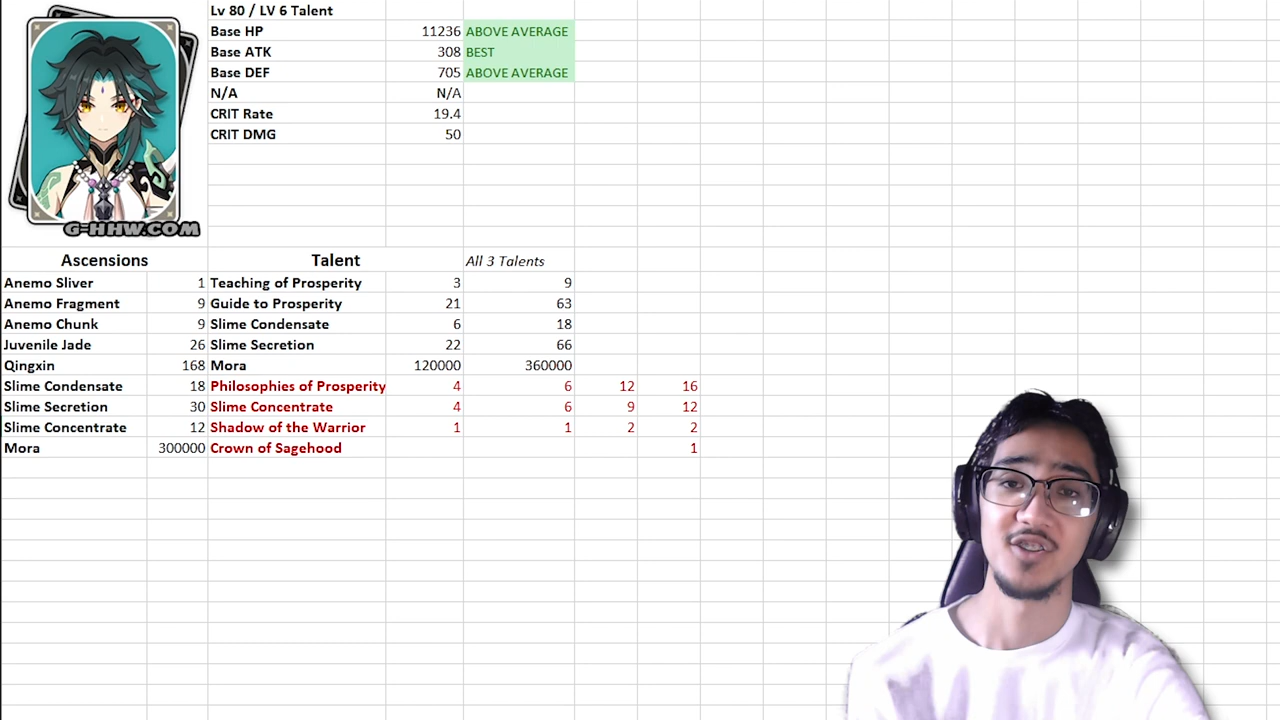 Lv 80 / LV 6 Talent
Base HP 11236 ABOVE AVERAGE
Base ATK 308 BEST
Base DEF 705 ABOVE AVERAGE
N/A N/A
CRIT Rate 19.4
CRIT DMG 50
G-HHW.COM
Ascensions Talent All 3 Talents
Anemo Sliver 1 Teaching of Prosperity 3 9
Anemo Fragment 9 Guide to Prosperity 21 63
Anemo Chunk 9 Slime Condensate 6 18
Juvenile Jade 26 Slime Secretion 22 66
Qingxin 168 Mora 120000 360000
Slime Condensate 18 Philosophies of Prosperity 4 6 12 16
Slime Secretion 30 Slime Concentrate 4 6 9 12
Slime Concentrate 12 Shadow of the Warrior 1 1 2 2
Mora 300000 Crown of Sagehood 1